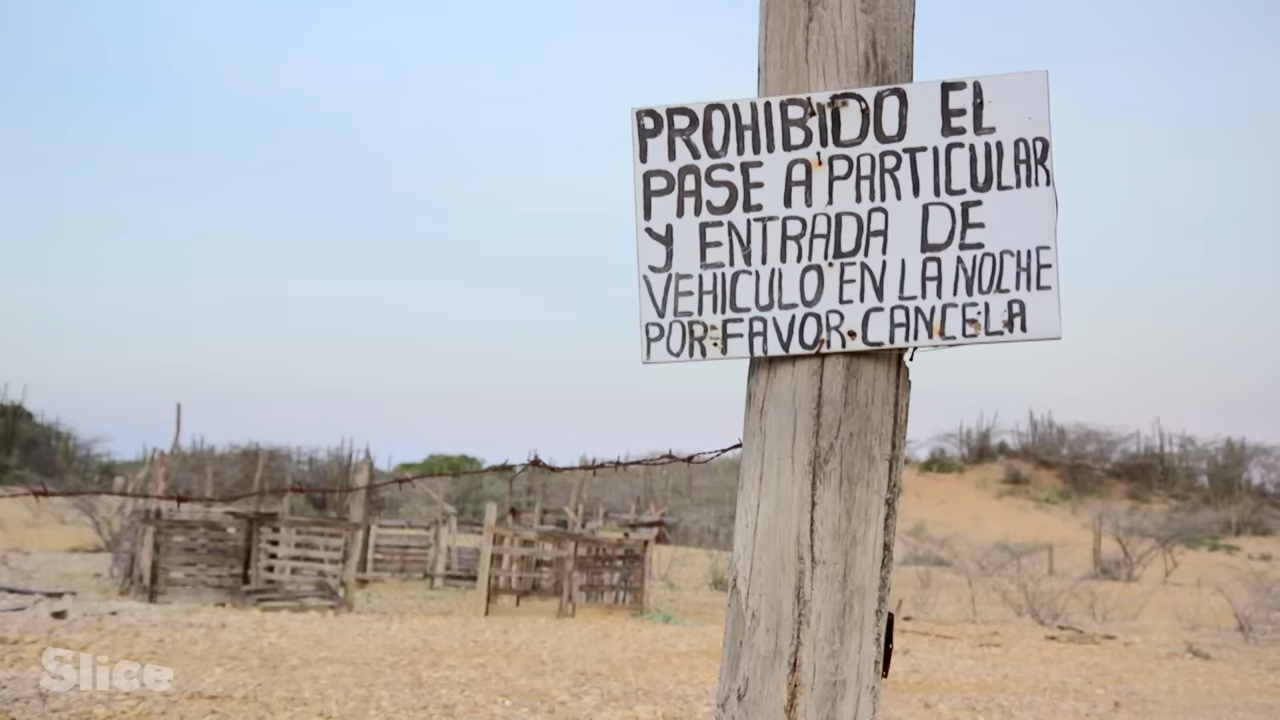 PROHIBIDO EL
PASE A PARTICULAR
Y ENTRADA DE
VEHICULO EN LA NOCHE
POR FAVOR CANCELA
Slice